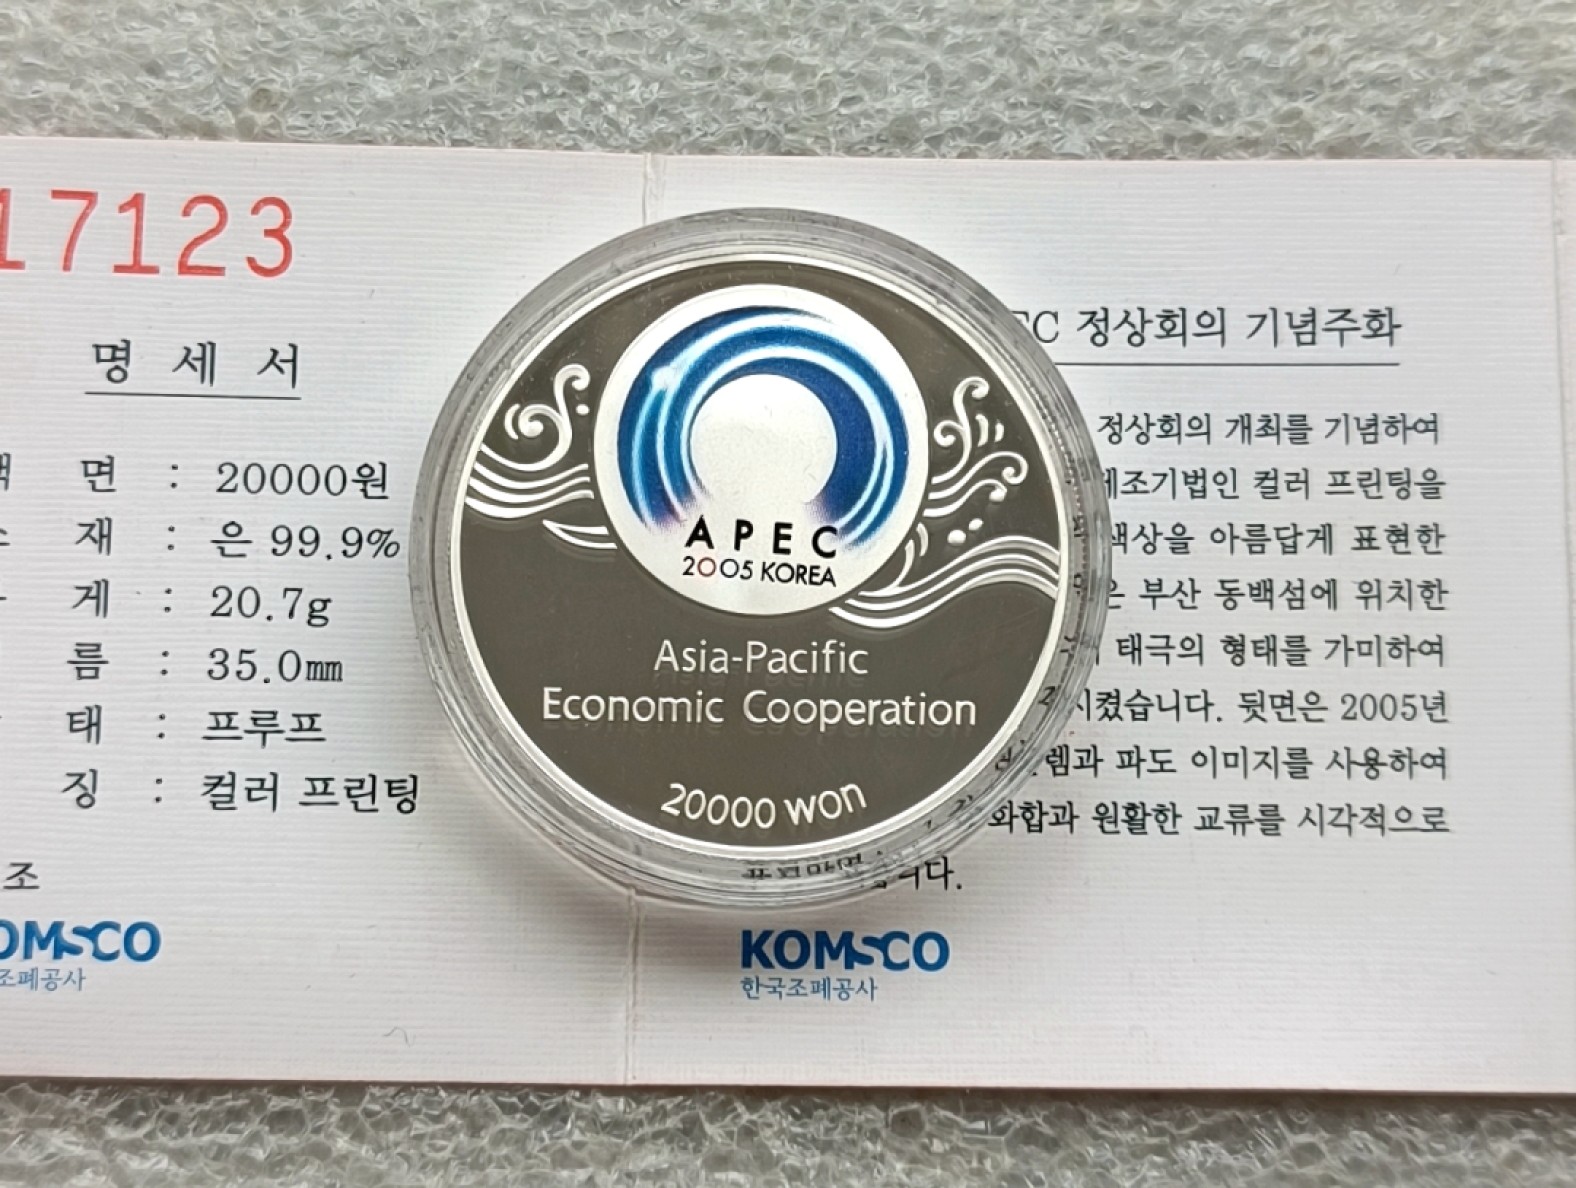 17123
명 세 서
면 : 20000원
재 : 은 99.9%
게 : 20.7g
름 : 35.0mm
태 : 프루프
징 : 컬러 프린팅
조
KOMSCO
조폐공사
APEC
2005 KOREA
Asia-Pacific
Economic Cooperation
20000 won
정상회의 기념주화
정상회의 개최를 기념하여
제조기법인 컬러 프린팅을
색상을 아름답게 표현한
부산 동백섬에 위치한
태극의 형태를 가미하여
시켰습니다. 뒷면은 2005년
엠블렘과 파도 이미지를 사용하여
화합과 원활한 교류를 시각적으로
KOMSCO
한국조폐공사